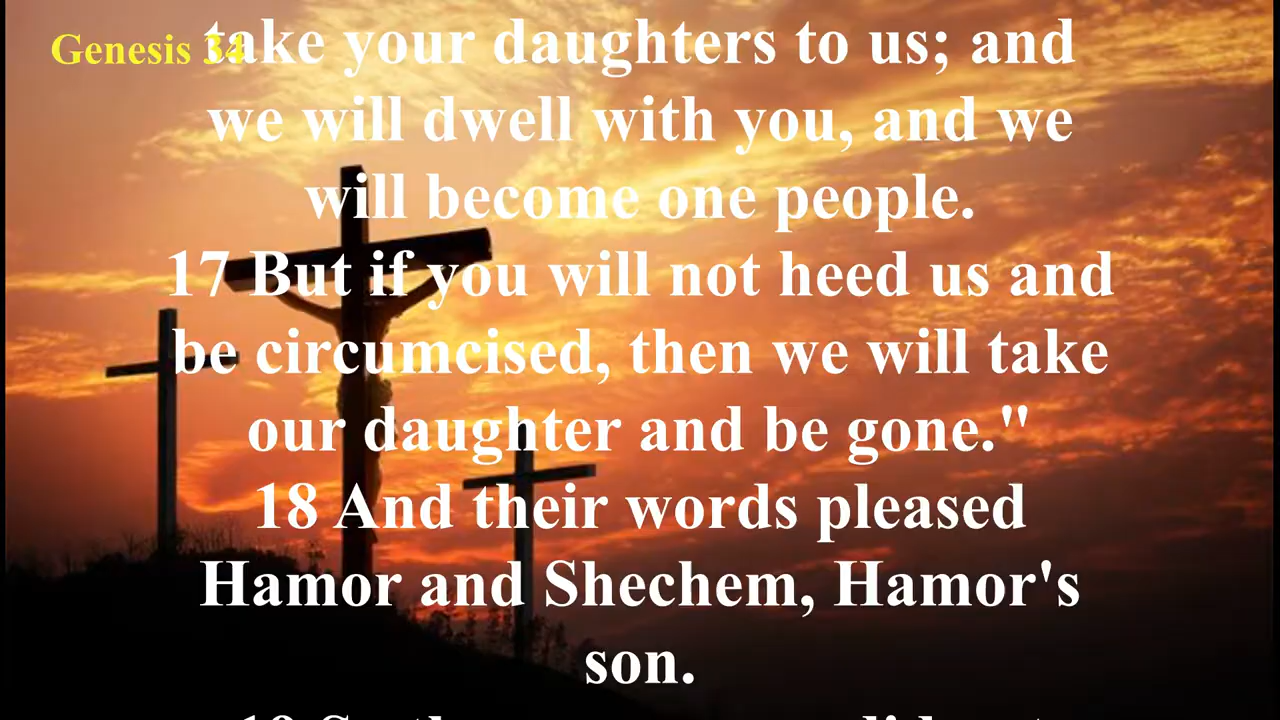 Genesis 34
take your daughters to us; and
we will dwell with you, and we
will become one people.
17 But if you will not heed us and
be circumcised, then we will take
our daughter and be gone."
18 And their words pleased
Hamor and Shechem, Hamor's
son.